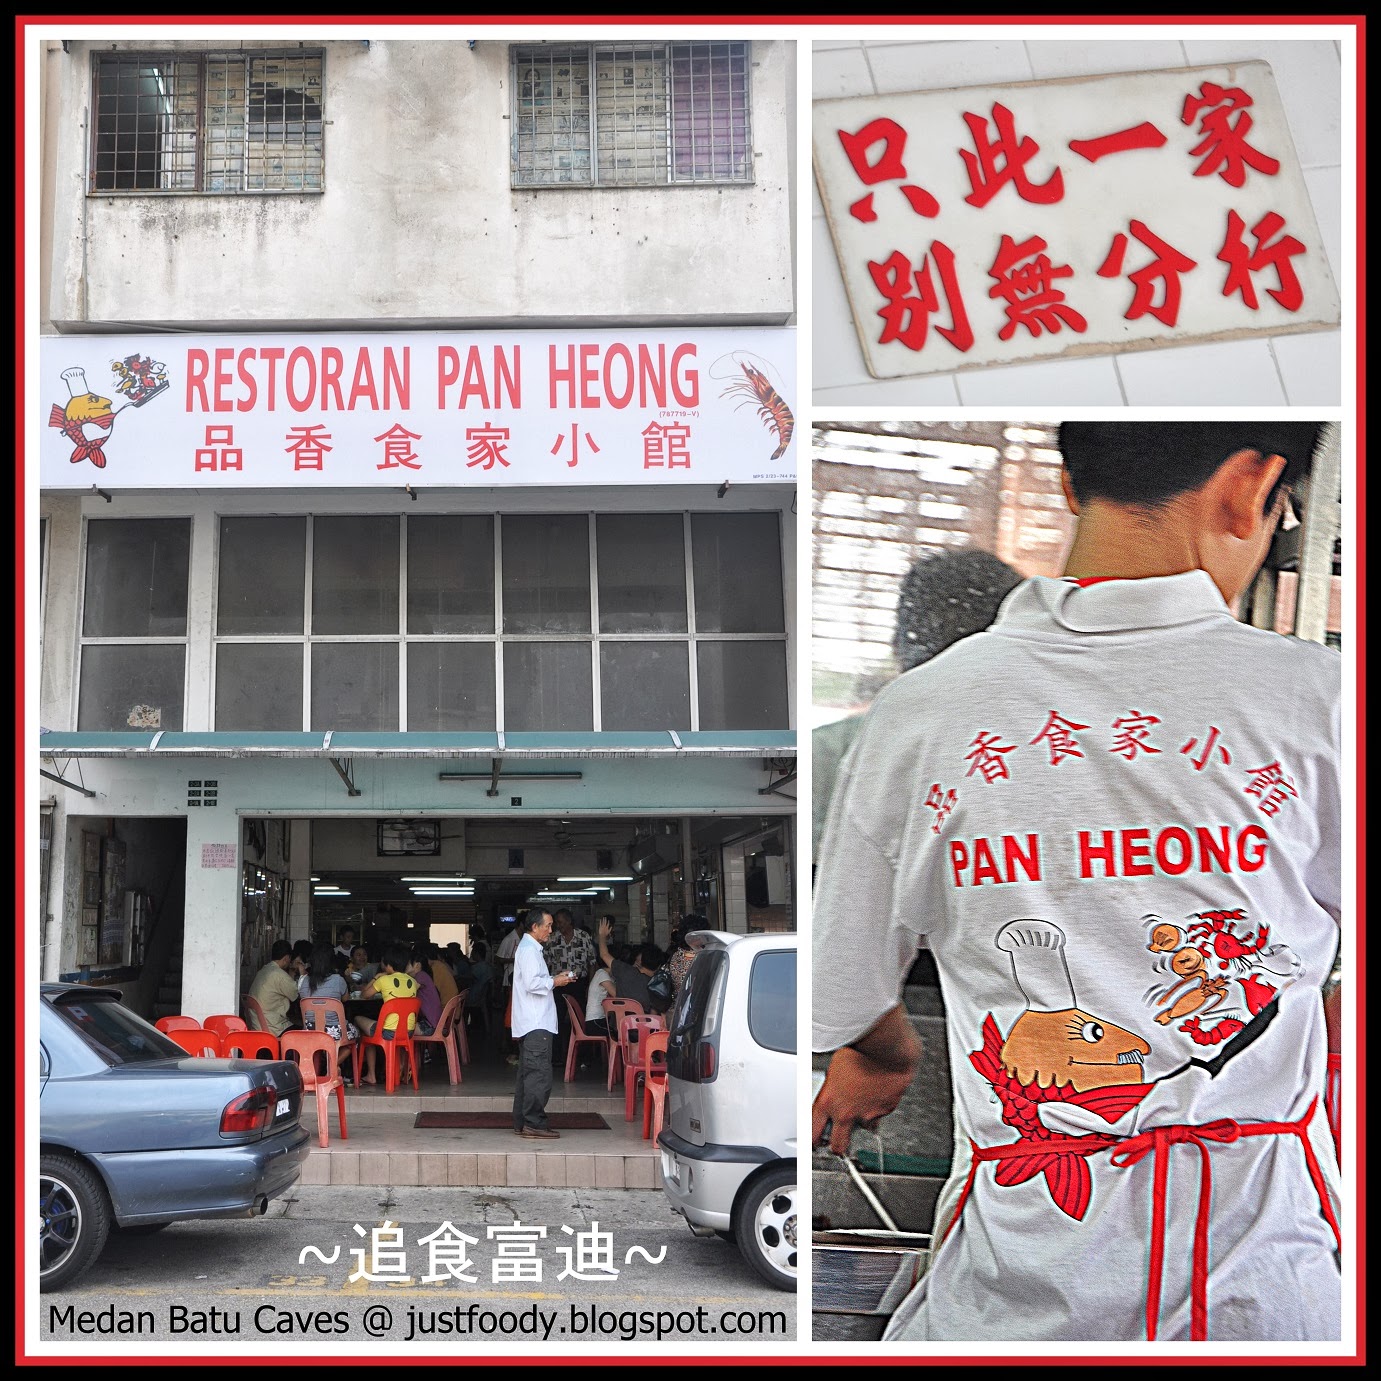 RESTORAN PAN HEONG
(787719-V)
品香食家小館
~追食富迪~
Medan Batu Caves @ justfoody.blogspot.com
只此一家
別無分行
品香食家小館
PAN HEONG